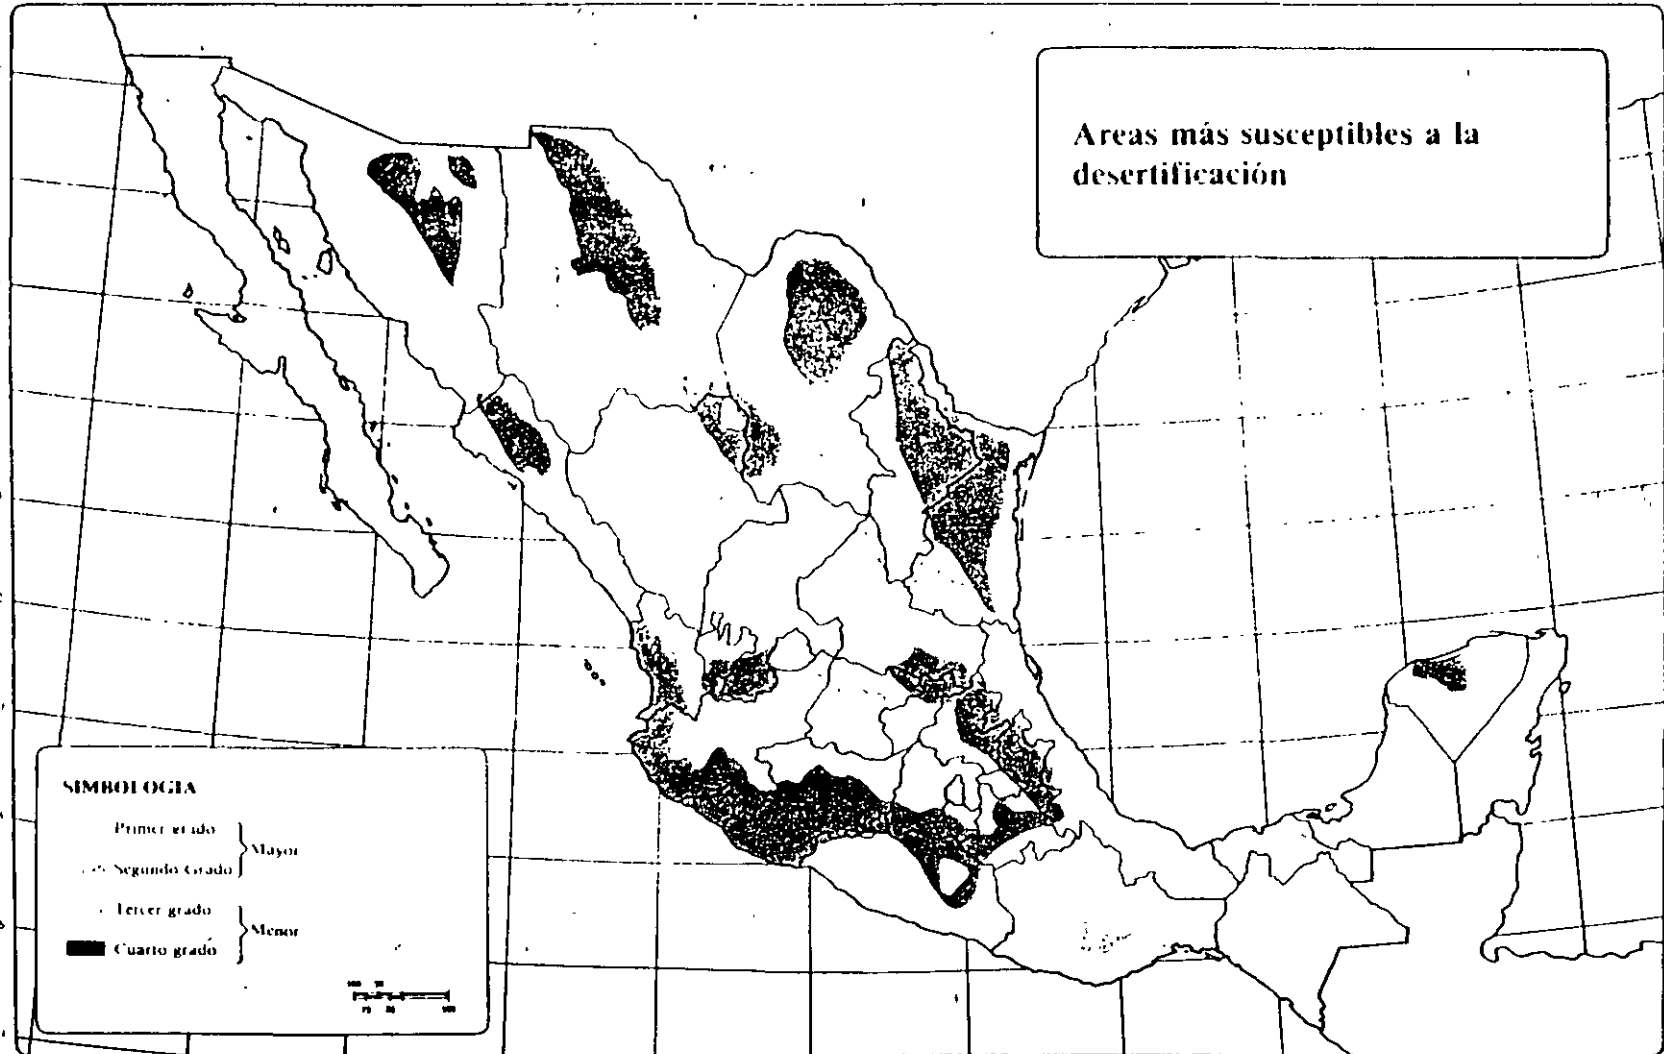 Areas más susceptibles a la
desertificación
SIMBOLOGIA
Primer grado
Segundo Grado
Mayor
Tercer grado
Cuarto grado
Menor